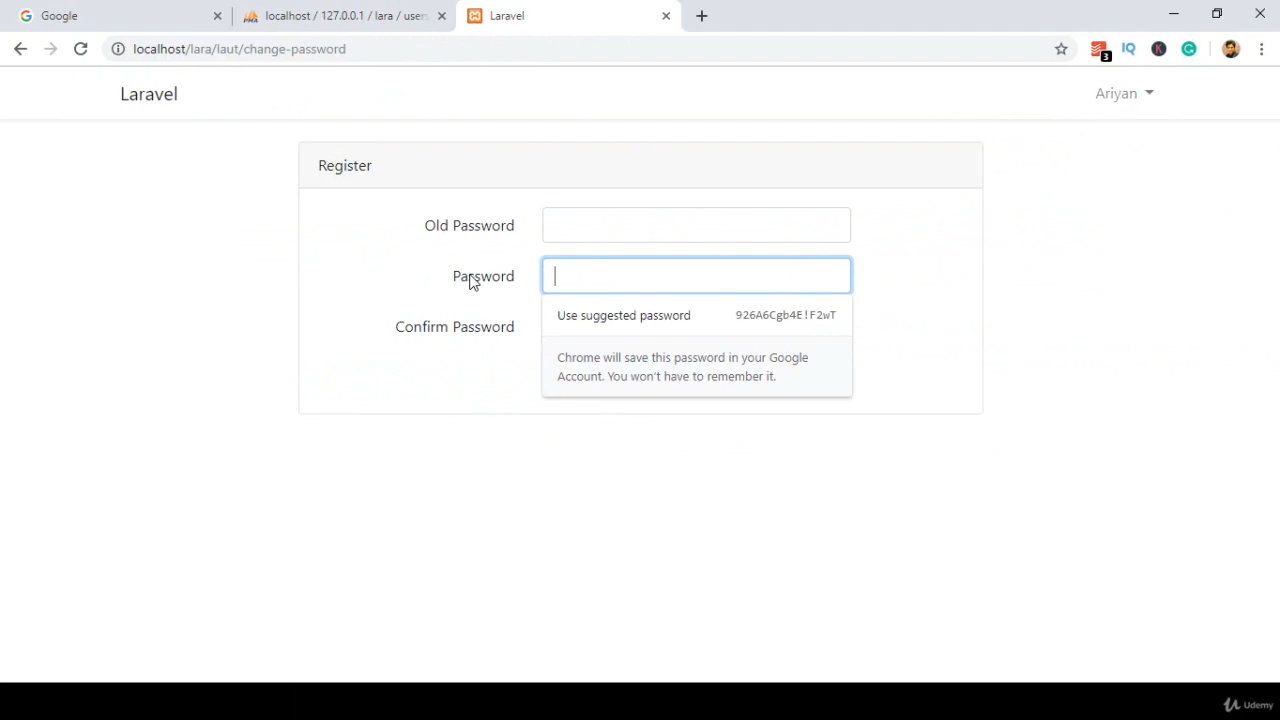 Google
localhost / 127.0.0.1 / lara / users
Laravel
localhost/lara/laut/change-password
3
IQ
K
Laravel
Ariyan
Register
Old Password
Password
Confirm Password
Use suggested password 926A6Cgb4E!F2wT
Chrome will save this password in your Google
Account. You won't have to remember it.
Udemy